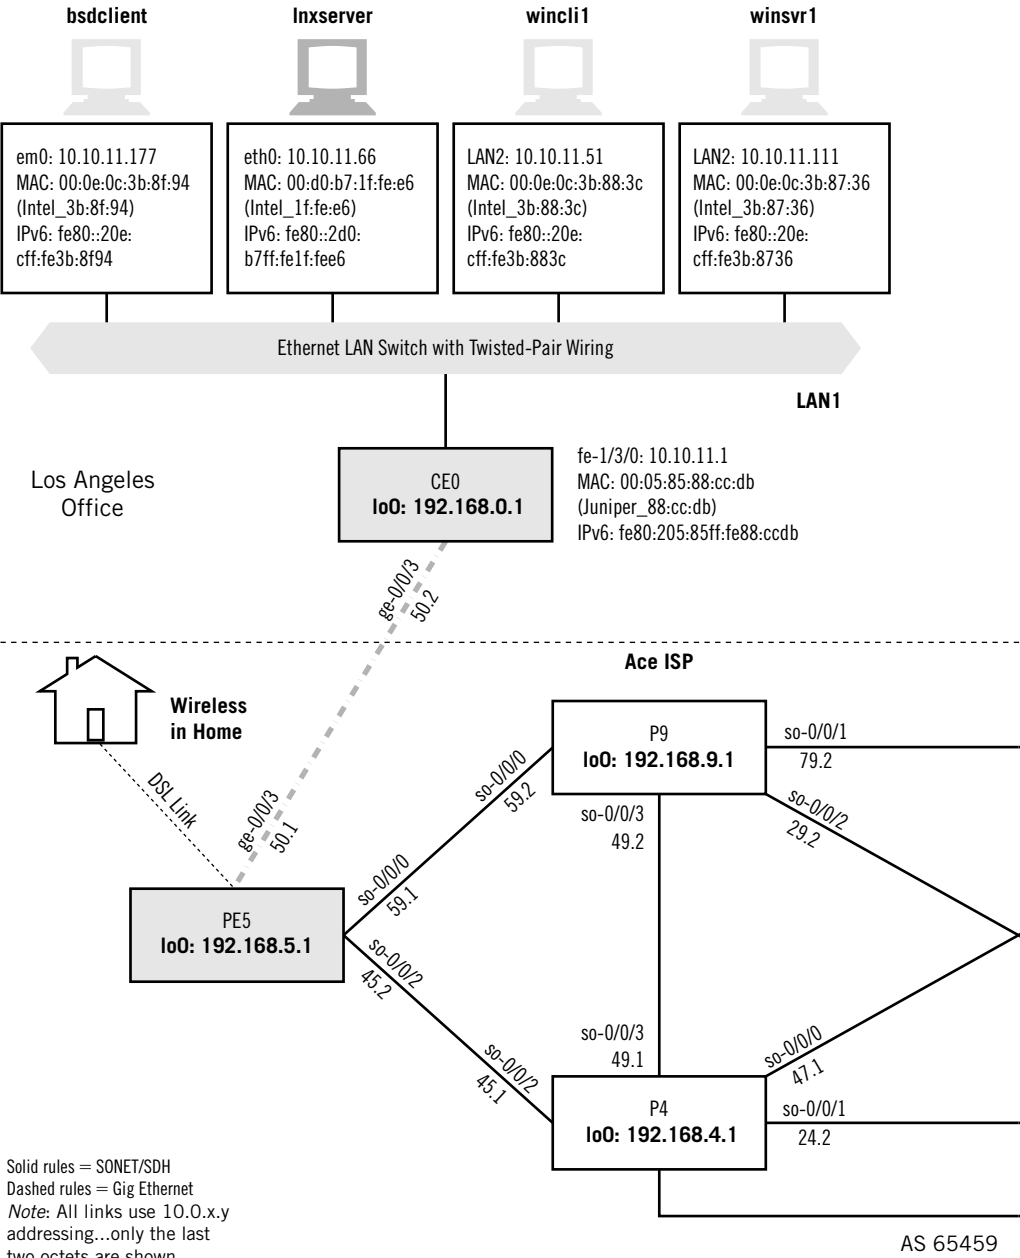 bsdclient
lnxserver
wincli1
winsvr1
em0: 10.10.11.177
MAC: 00:0e:0c:3b:8f:94
(Intel_3b:8f:94)
IPv6: fe80::20e:
cff:fe3b:8f94
eth0: 10.10.11.66
MAC: 00:d0:b7:1f:fe:e6
(Intel_1f:fe:e6)
IPv6: fe80::2d0:
b7ff:fe1f:fee6
LAN2: 10.10.11.51
MAC: 00:0e:0c:3b:88:3c
(Intel_3b:88:3c)
IPv6: fe80::20e:
cff:fe3b:883c
LAN2: 10.10.11.111
MAC: 00:0e:0c:3b:87:36
(Intel_3b:87:36)
IPv6: fe80::20e:
cff:fe3b:8736
Ethernet LAN Switch with Twisted-Pair Wiring
LAN1
Los Angeles
Office
CE0
lo0: 192.168.0.1
fe-1/3/0: 10.10.11.1
MAC: 00:05:85:88:cc:db
(Juniper_88:cc:db)
IPv6: fe80:205:85ff:fe88:ccdb
ge-0/0/3
50.2
Ace ISP
Wireless
in Home
DSL Link
ge-0/0/3
50.1
P9
lo0: 192.168.9.1
so-0/0/1
79.2
so-0/0/0
59.2
so-0/0/3
49.2
so-0/0/2
29.2
so-0/0/0
59.1
PE5
lo0: 192.168.5.1
so-0/0/2
45.2
so-0/0/2
45.1
so-0/0/3
49.1
so-0/0/0
47.1
P4
lo0: 192.168.4.1
so-0/0/1
24.2
Solid rules = SONET/SDH
Dashed rules = Gig Ethernet
Note: All links use 10.0.x.y
addressing...only the last
two octets are shown
AS 65459